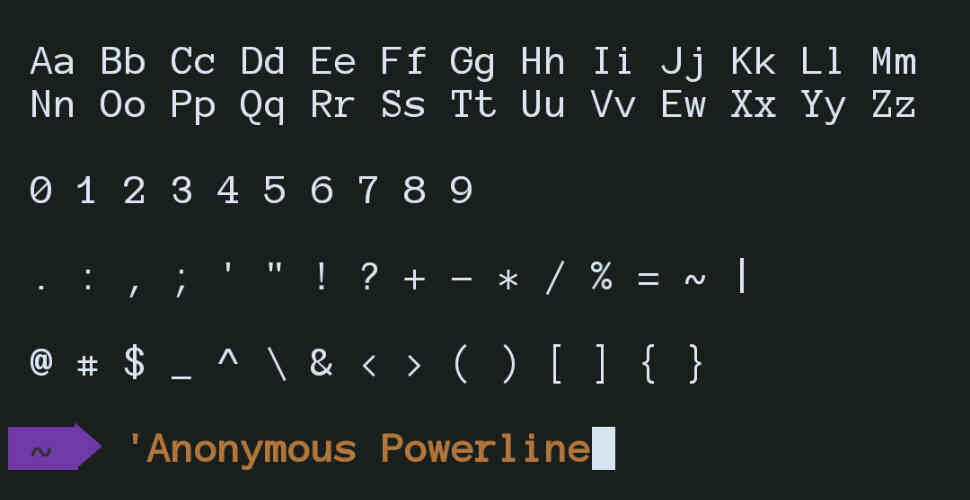 Aa Bb Cc Dd Ee Ff Gg Hh Ii Jj Kk Ll Mm
Nn Oo Pp Qq Rr Ss Tt Uu Vv Ew Xx Yy Zz
0 1 2 3 4 5 6 7 8 9
. : , ; ' " ! ? + - * / % = ~ |
@ # $ _ ^ \ & < > ( ) [ ] { }
~ 'Anonymous Powerline